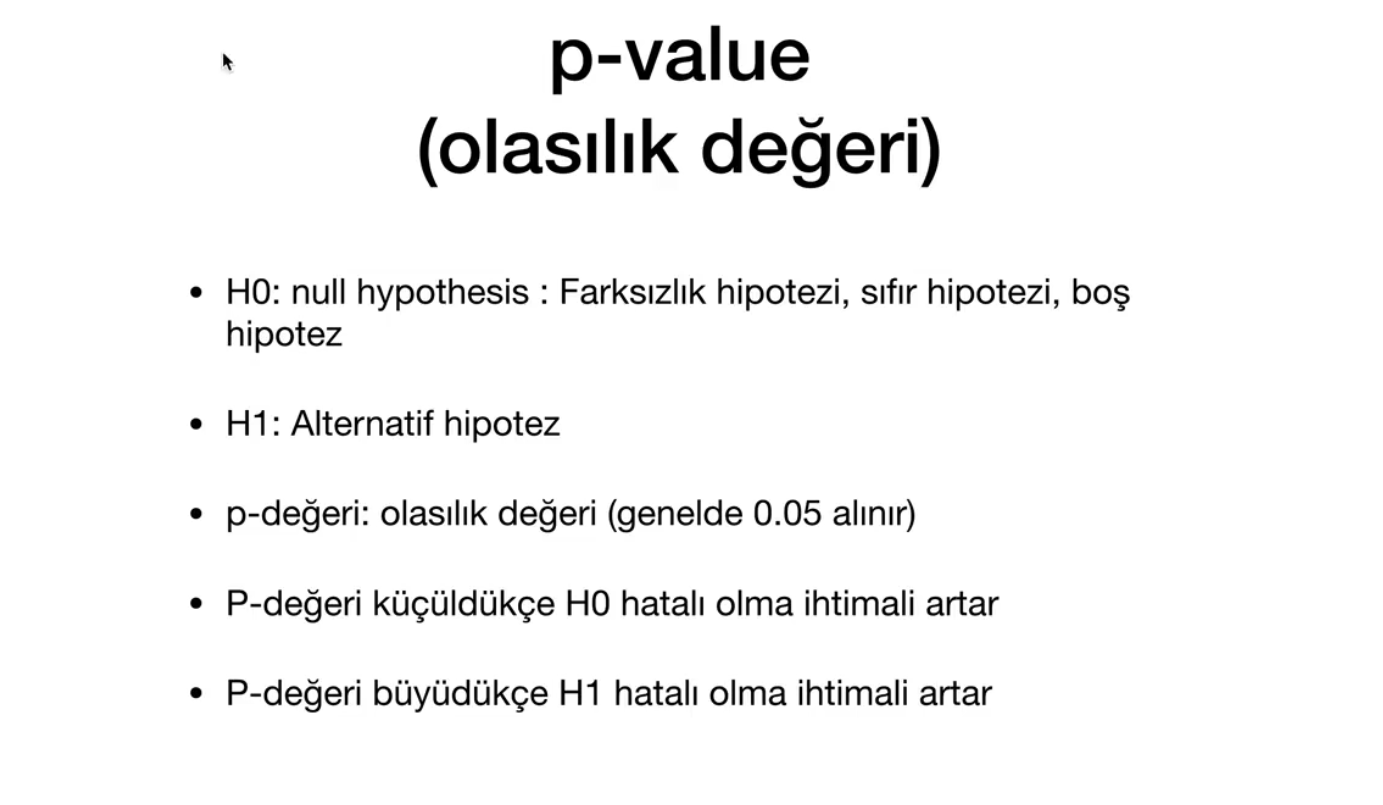 p-value
(olasılık değeri)
• H0: null hypothesis : Farksızlık hipotezi, sıfır hipotezi, boş
hipotez
• H1: Alternatif hipotez
• p-değeri: olasılık değeri (genelde 0.05 alınır)
• P-değeri küçüldükçe H0 hatalı olma ihtimali artar
• P-değeri büyüdükçe H1 hatalı olma ihtimali artar